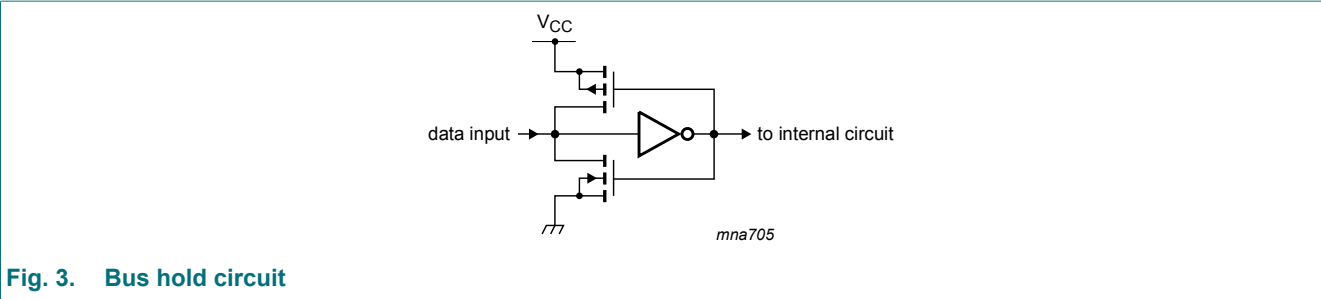 VCC
data input
to internal circuit
mna705
Fig. 3. Bus hold circuit